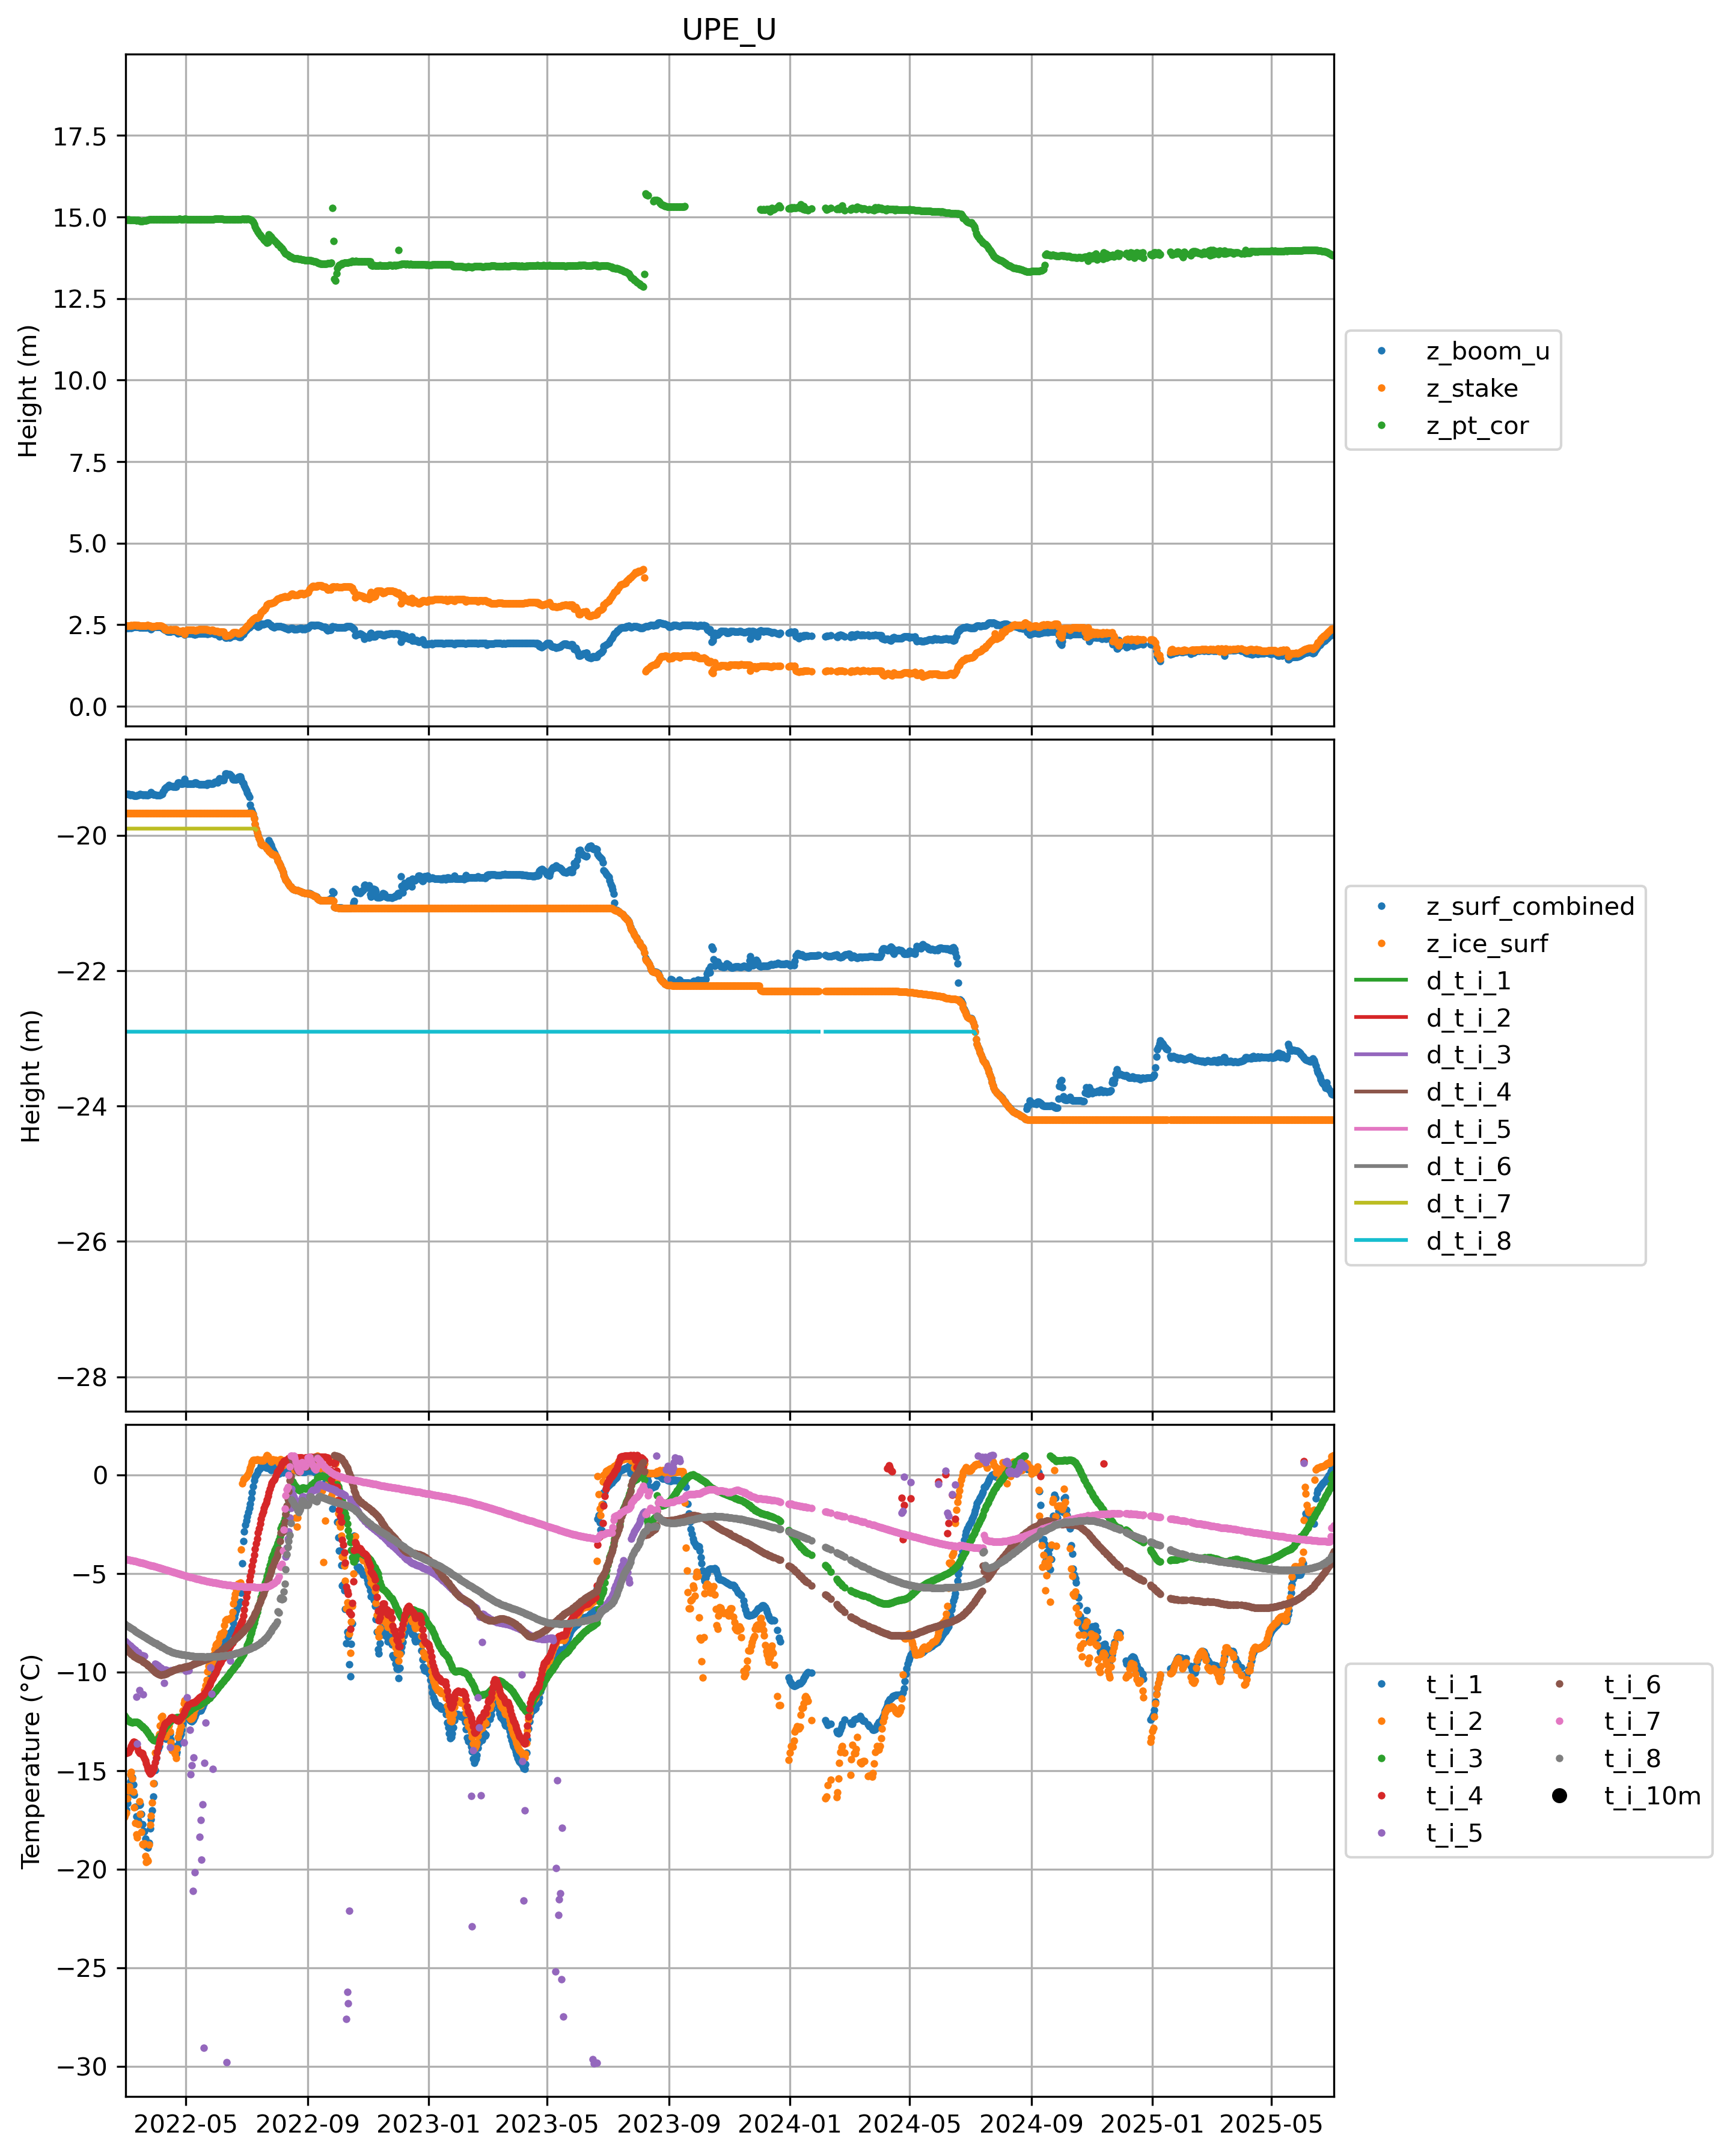 UPE_U
17.5
15.0
12.5
10.0
7.5
5.0
2.5
0.0
Height (m)
z_boom_u
z_stake
z_pt_cor
−20
−22
−24
−26
−28
Height (m)
z_surf_combined
z_ice_surf
d_t_i_1
d_t_i_2
d_t_i_3
d_t_i_4
d_t_i_5
d_t_i_6
d_t_i_7
d_t_i_8
0
−5
−10
−15
−20
−25
−30
Temperature (°C)
t_i_1
t_i_2
t_i_3
t_i_4
t_i_5
t_i_6
t_i_7
t_i_8
t_i_10m
2022-05 2022-09 2023-01 2023-05 2023-09 2024-01 2024-05 2024-09 2025-01 2025-05